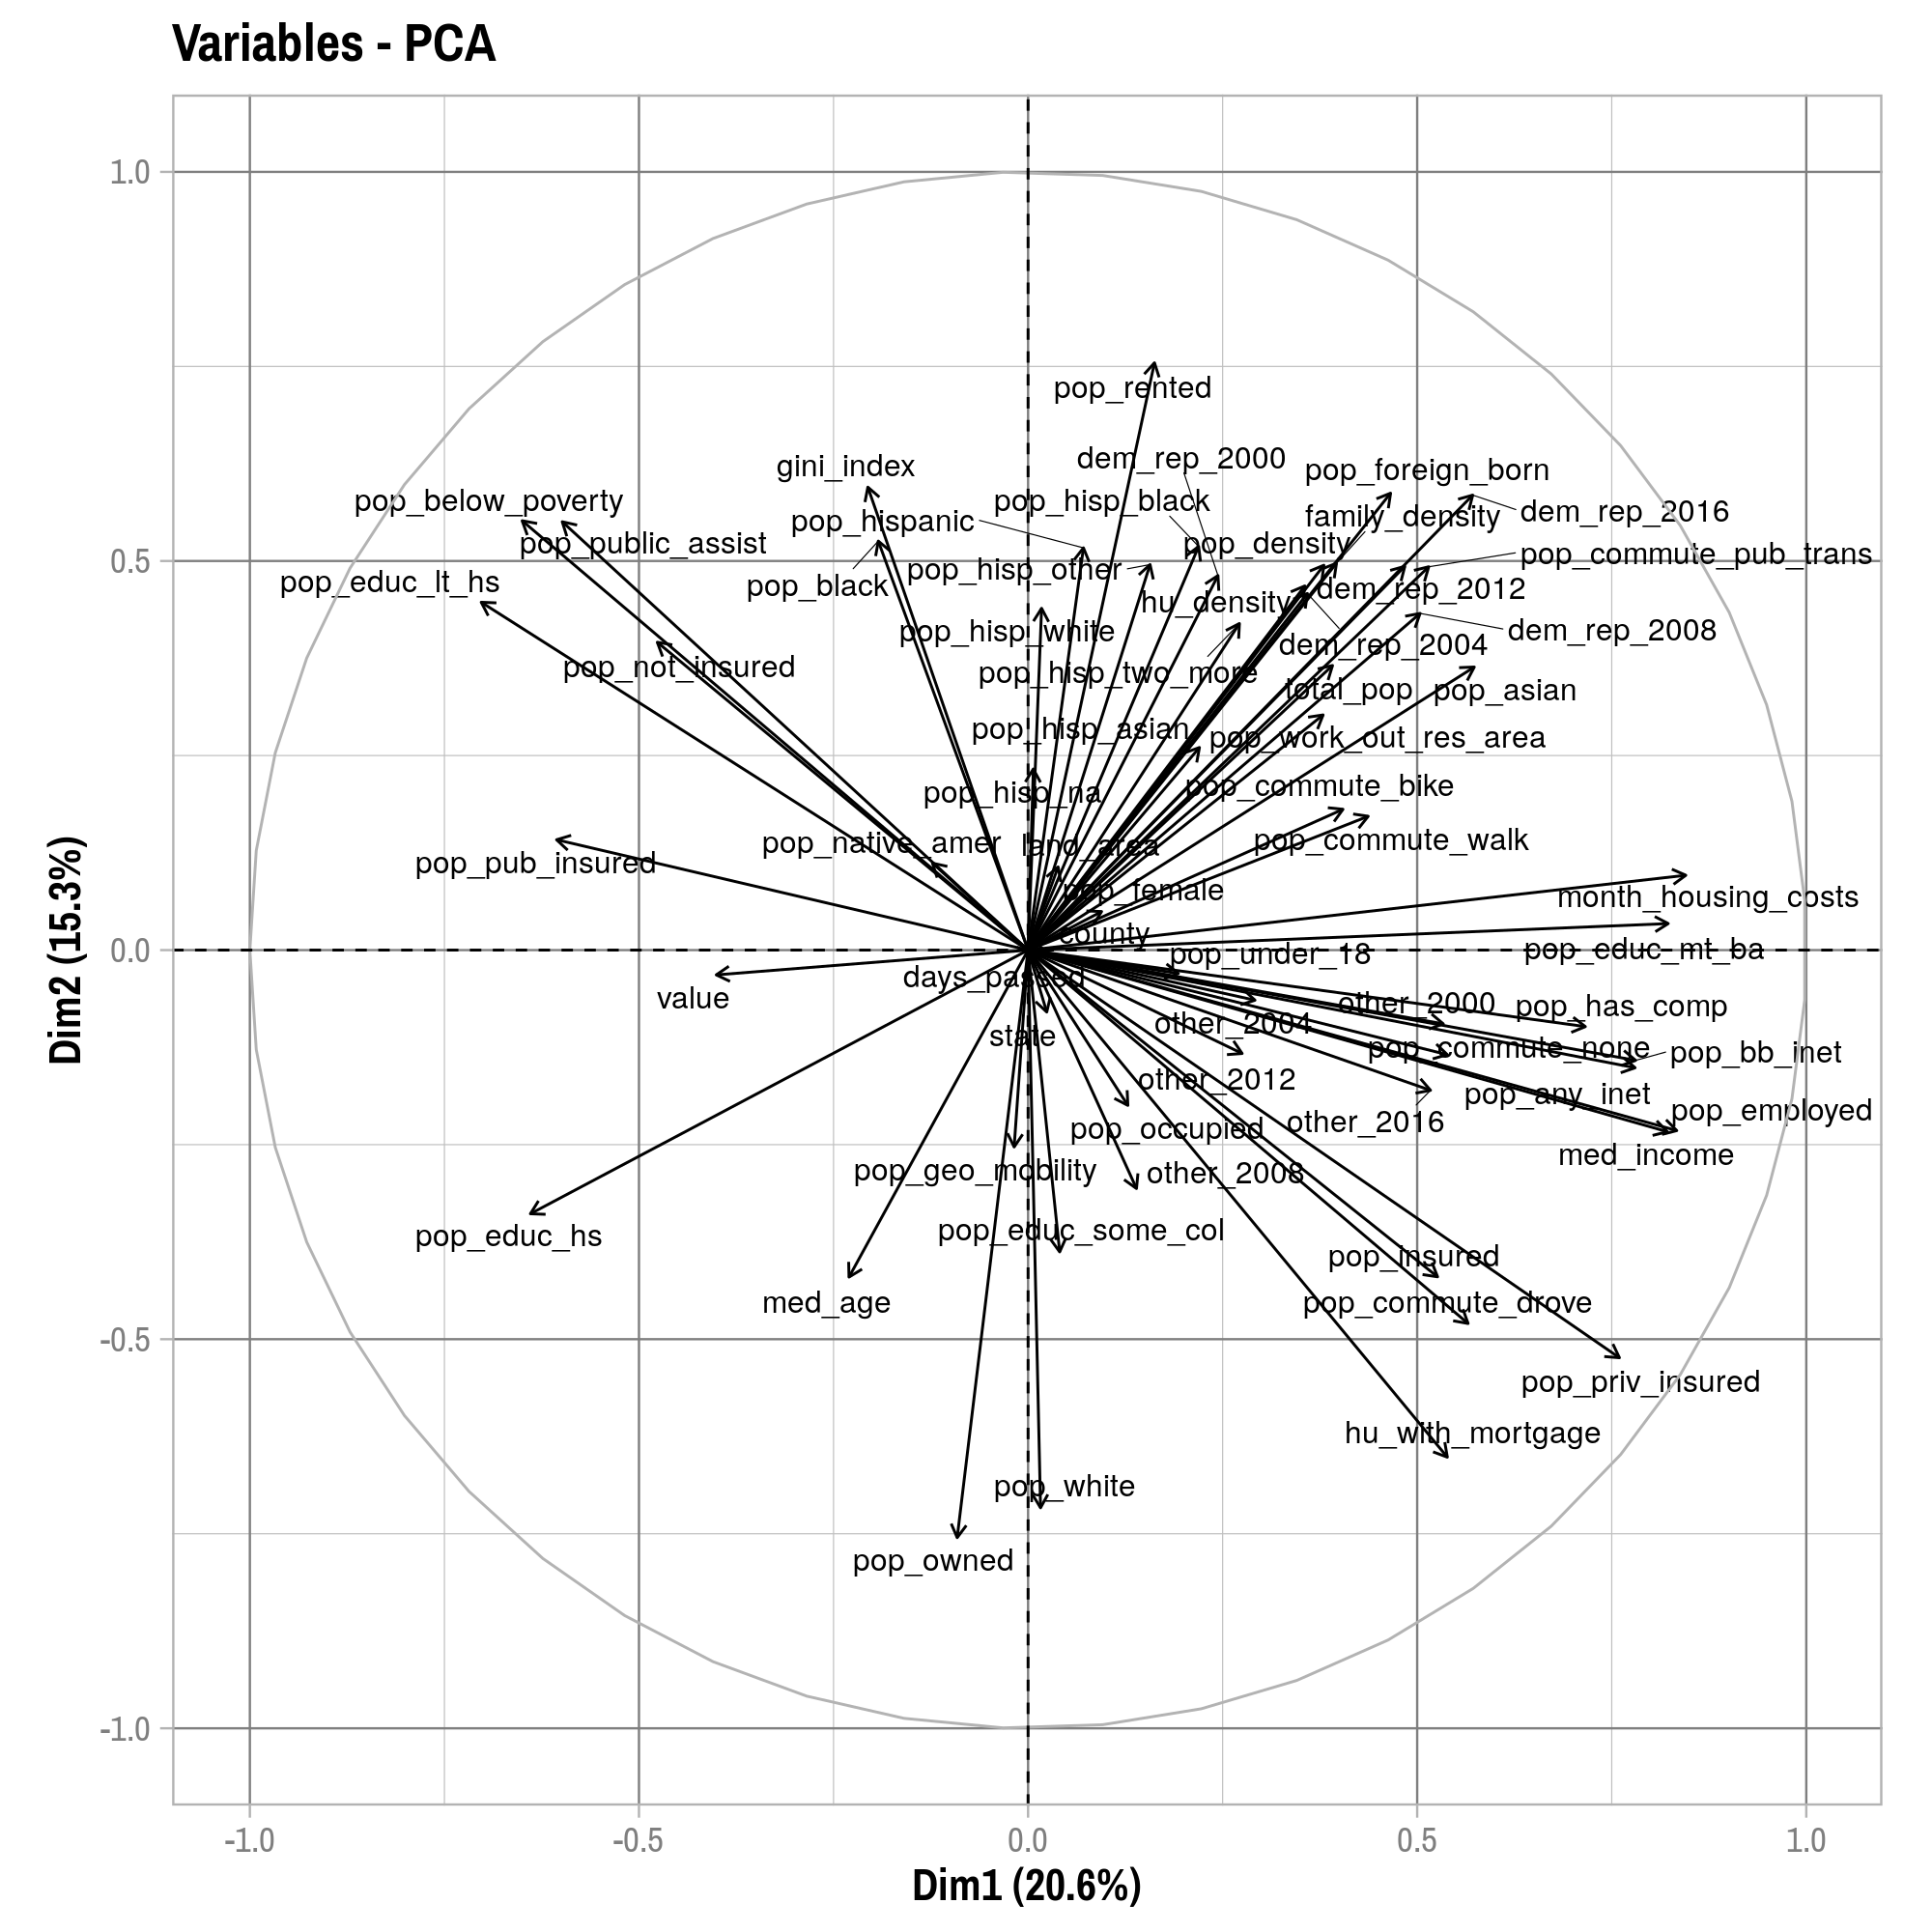 Variables - PCA
1.0
0.5
0.0
-0.5
-1.0
Dim2 (15.3%)
pop_rented
dem_rep_2000
gini_index
pop_foreign_born
pop_below_poverty
pop_hisp_black
dem_rep_2016
pop_hispanic
family_density
pop_public_assist
pop_density
pop_commute_pub_trans
pop_educ_lt_hs
pop_black
pop_hisp_other
dem_rep_2012
hu_density
pop_hisp_white
dem_rep_2008
dem_rep_2004
pop_not_insured
pop_hisp_two_more
total_pop
pop_asian
pop_hisp_asian
pop_work_out_res_area
pop_hisp_na
pop_commute_bike
pop_native_amer
land_area
pop_commute_walk
pop_pub_insured
pop_female
month_housing_costs
county
pop_educ_mt_ba
pop_under_18
days_passed
value
other_2000
pop_has_comp
other_2004
state
pop_commute_none
pop_bb_inet
other_2012
pop_any_inet
pop_employed
other_2016
pop_occupied
med_income
pop_geo_mobility
other_2008
pop_educ_hs
pop_educ_some_col
pop_insured
med_age
pop_commute_drove
pop_priv_insured
hu_with_mortgage
pop_white
pop_owned
-1.0
-0.5
0.0
0.5
1.0
Dim1 (20.6%)